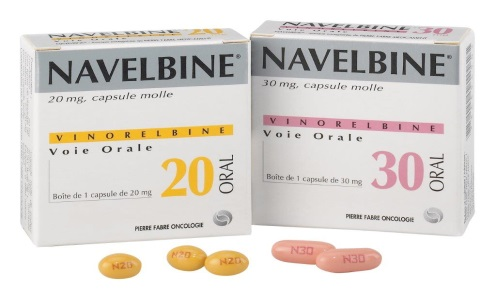 NAVELBINE®
20 mg, capsule molle
VINORELBINE
Voie Orale
Boîte de 1 capsule de 20 mg
20 ORAL
PIERRE FABRE ONCOLOGIE
NAVELBINE®
30 mg, capsule molle
VINORELBINE
Voie Orale
Boîte de 1 capsule de 30 mg
30 ORAL
PIERRE FABRE ONCOLOGIE
N20
N20
N20
N30
N30